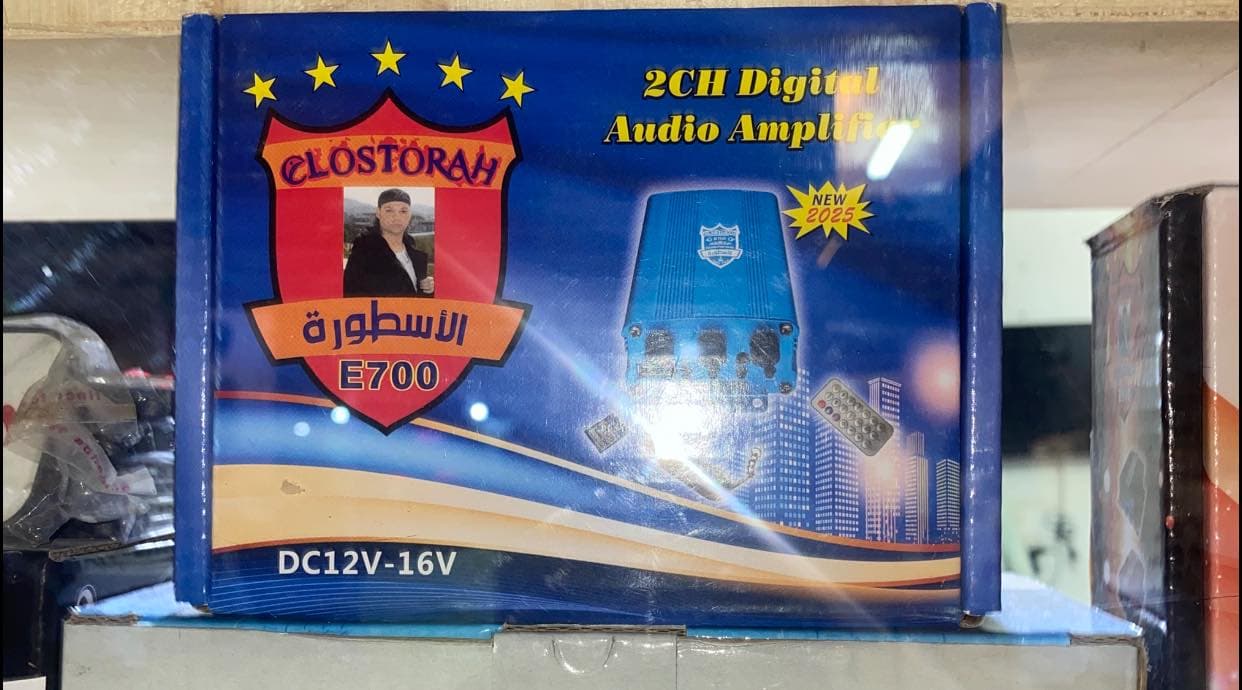 CLOSTORAH
الأسطورة
E700
2CH Digital
Audio Amplifier
NEW
2025
DC12V-16V